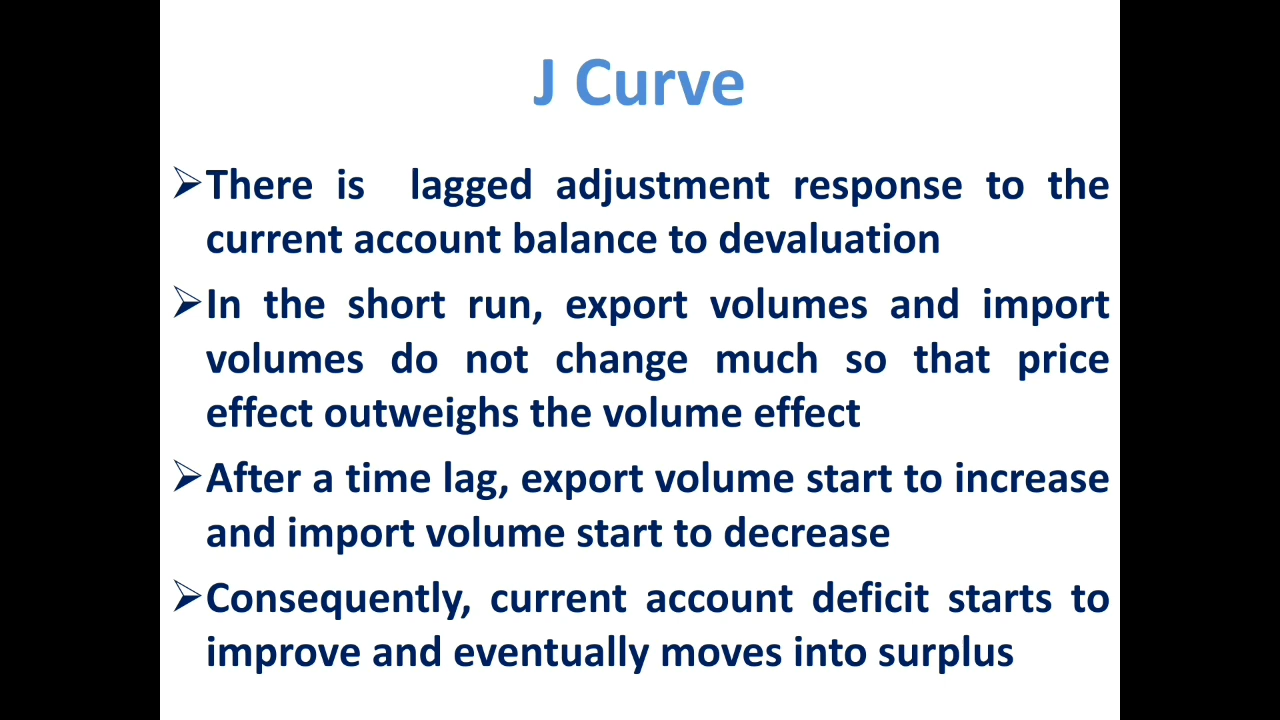 J Curve
➢There is lagged adjustment response to the
current account balance to devaluation
➢In the short run, export volumes and import
volumes do not change much so that price
effect outweighs the volume effect
➢After a time lag, export volume start to increase
and import volume start to decrease
➢Consequently, current account deficit starts to
improve and eventually moves into surplus